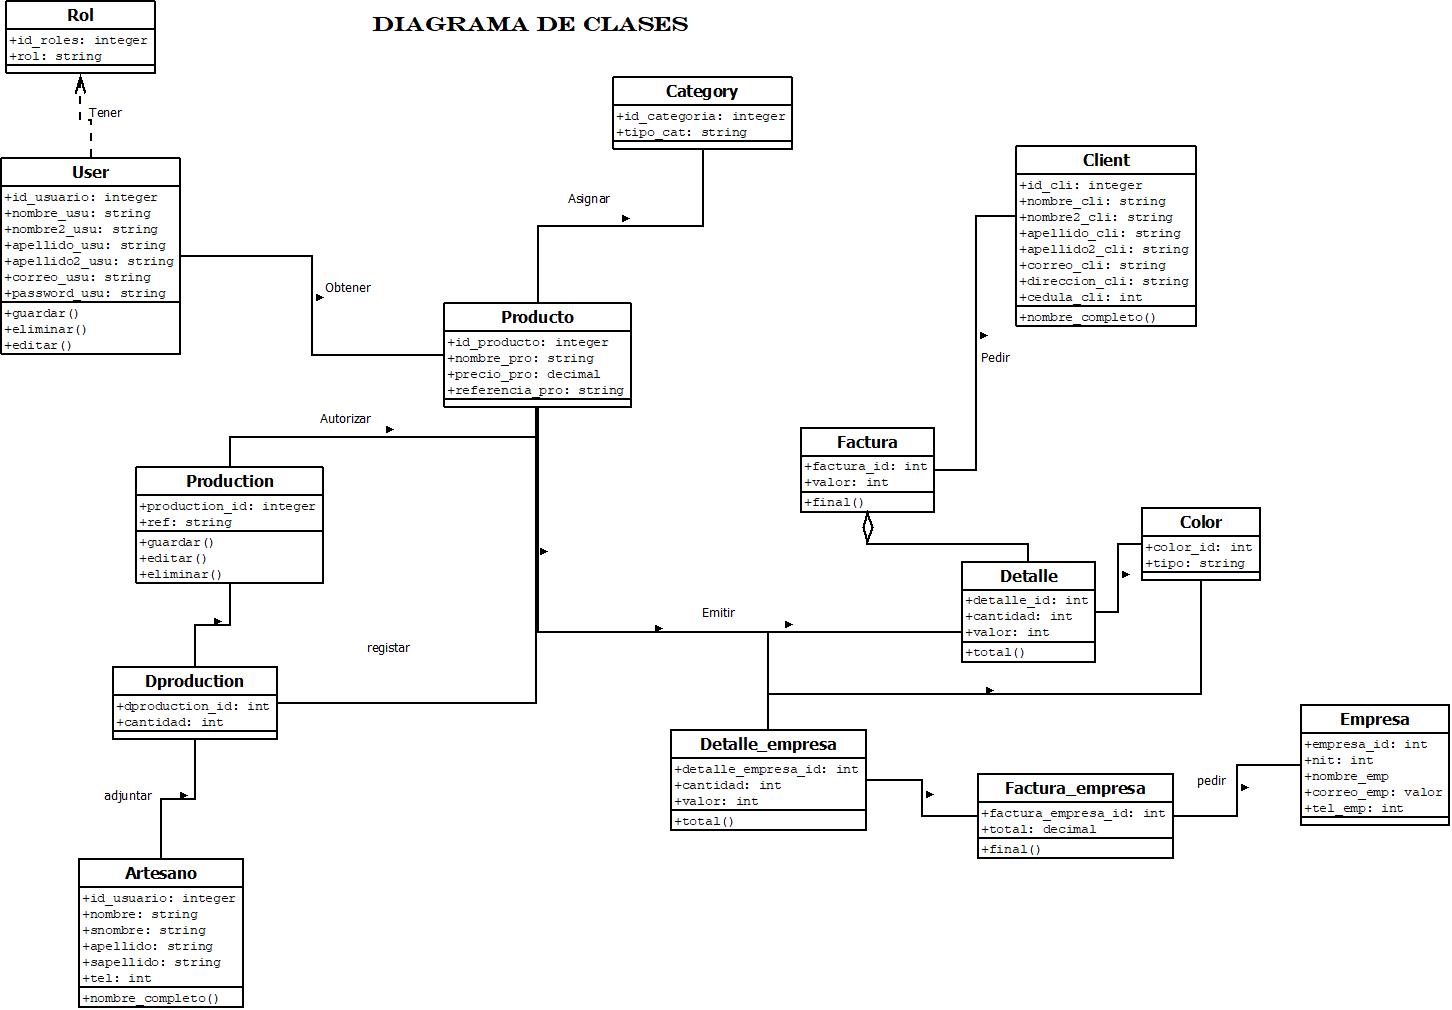 Rol
+id_roles: integer
+rol: string
DIAGRAMA DE CLASES
Tener
Category
+id_categoria: integer
+tipo_cat: string
User
+id_usuario: integer
+nombre_usu: string
+nombre2_usu: string
+apellido_usu: string
+apellido2_usu: string
+correo_usu: string
+password_usu: string
+guardar()
+eliminar()
+editar()
Asignar
Client
+id_cli: integer
+nombre_cli: string
+nombre2_cli: string
+apellido_cli: string
+apellido2_cli: string
+correo_cli: string
+direccion_cli: string
+cedula_cli: int
+nombre_completo()
Obtener
Producto
+id_producto: integer
+nombre_pro: string
+precio_pro: decimal
+referencia_pro: string
Pedir
Autorizar
Factura
+factura_id: int
+valor: int
+final()
Production
+production_id: integer
+ref: string
+guardar()
+editar()
+eliminar()
Color
+color_id: int
+tipo: string
Detalle
+detalle_id: int
+cantidad: int
+valor: int
+total()
Emitir
registar
Dproduction
+dproduction_id: int
+cantidad: int
Detalle_empresa
+detalle_empresa_id: int
+cantidad: int
+valor: int
+total()
Empresa
+empresa_id: int
+nit: int
+nombre_emp
+correo_emp: valor
+tel_emp: int
pedir
Factura_empresa
+factura_empresa_id: int
+total: decimal
+final()
adjuntar
Artesano
+id_usuario: integer
+nombre: string
+snombre: string
+apellido: string
+sapellido: string
+tel: int
+nombre_completo()